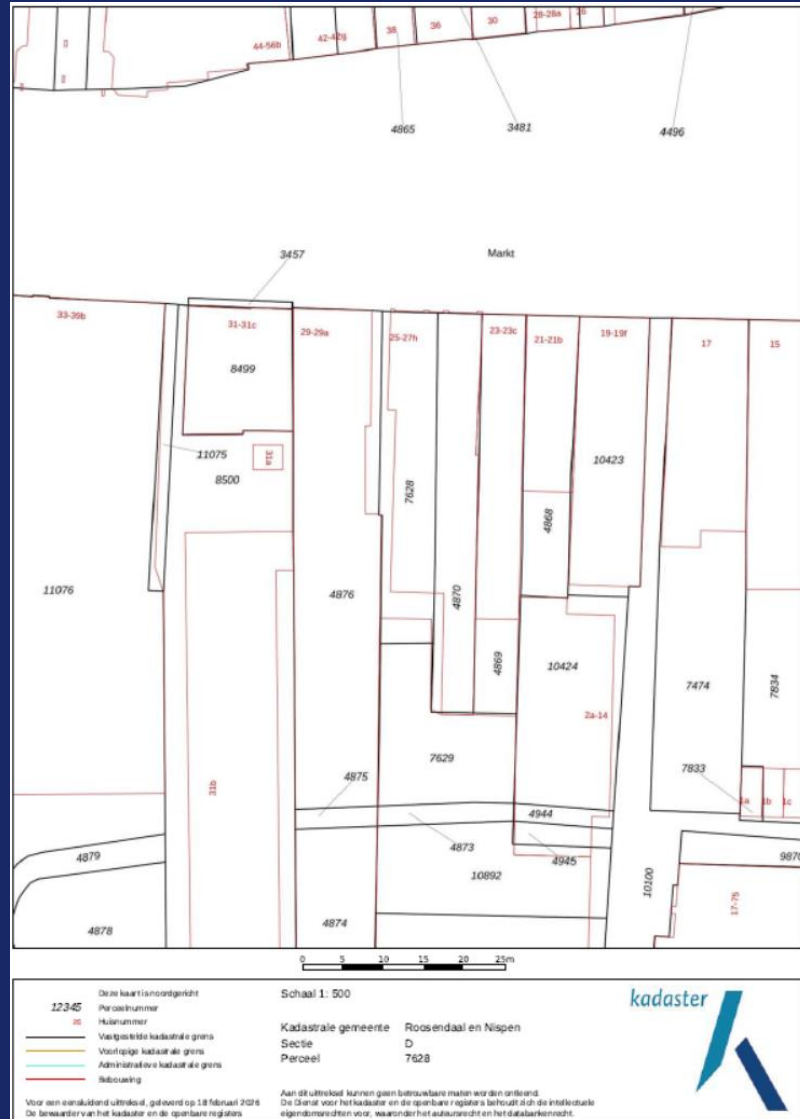 44-56b
42-42g
38
36
30
28-28a
26
4865
3481
4496
3457
Markt
33-39b
31-31c
29-29a
25-27h
23-23c
21-21b
19-19f
17
15
8499
11075
31a
8500
10423
7628
4868
11076
4876
4870
4869
10424
7474
7834
2a-14
7629
7833
31b
4875
1a
1b
1c
4944
4879
4873
4945
9870
10892
10100
4878
4874
17-75
0 5 10 15 20 25m
Deze kaart is noordgericht
12345 Perceelnummer
26 Huisnummer
Vastgestelde kadastrale grens
Voorlopige kadastrale grens
Administratieve kadastrale grens
Bebouwing
Voor een eensluidend uittreksel, geleverd op 18 februari 2026
De bewaarder van het kadaster en de openbare registers
Schaal 1: 500
Kadastrale gemeente Roosendaal en Nispen
Sectie D
Perceel 7628
Aan dit uittreksel kunnen geen betrouwbare maten worden ontleend.
De Dienst voor het kadaster en de openbare registers behoudt zich de intellectuele
eigendomsrechten voor, waaronder het auteursrecht en het databankenrecht.
kadaster